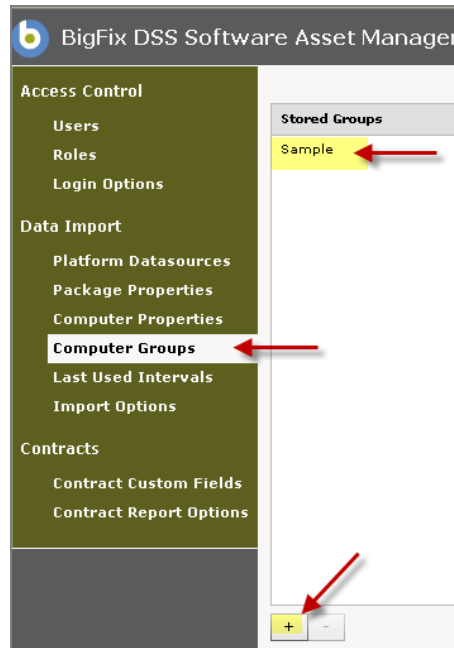 b BigFix DSS Software Asset Manager
Access Control
Users
Roles
Login Options
Data Import
Platform Datasources
Package Properties
Computer Properties
Computer Groups
Last Used Intervals
Import Options
Contracts
Contract Custom Fields
Contract Report Options
Stored Groups
Sample
+ -